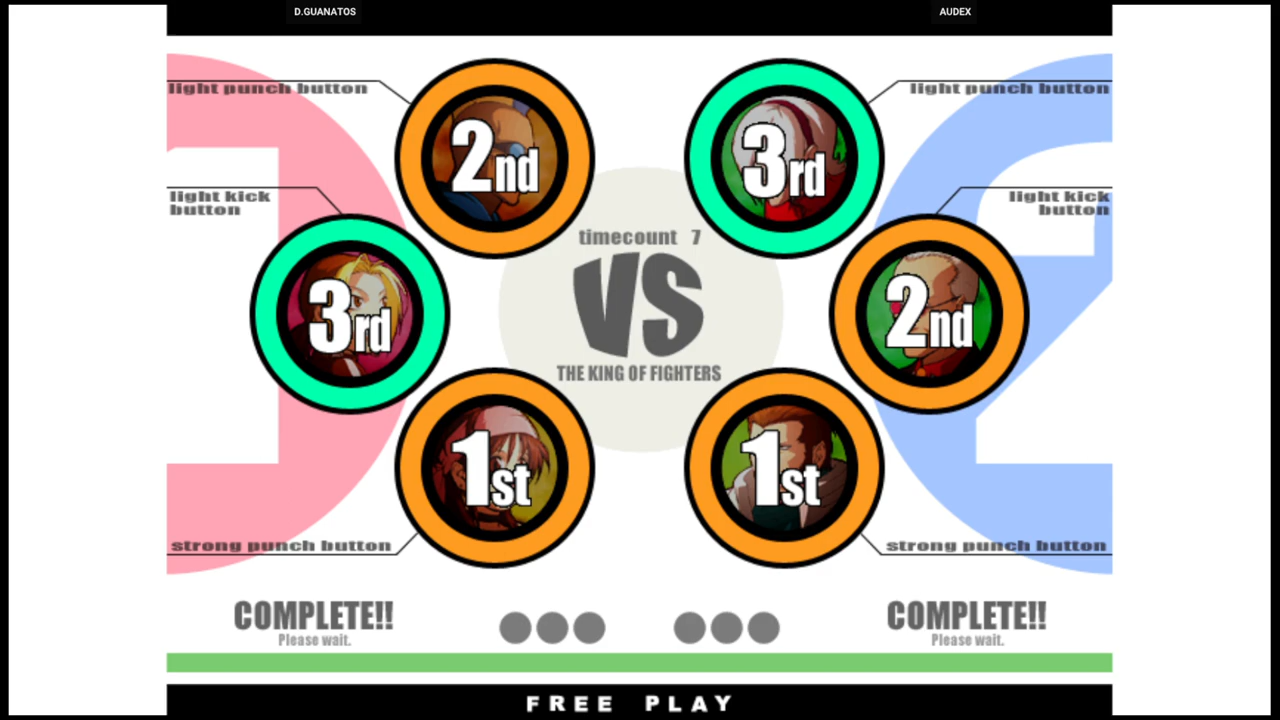 D.GUANATOS
AUDEX
light punch button
light punch button
2nd
3rd
light kick
button
light kick
button
timecount 7
VS
THE KING OF FIGHTERS
3rd
2nd
1st
1st
strong punch button
strong punch button
COMPLETE!!
Please wait.
COMPLETE!!
Please wait.
FREE PLAY